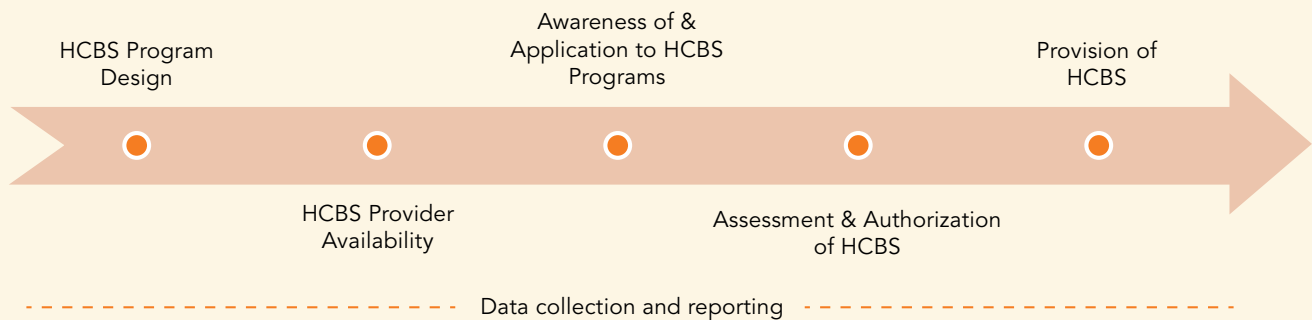 HCBS Program
Design
HCBS Provider
Availability
Awareness of &
Application to HCBS
Programs
Assessment & Authorization
of HCBS
Provision of
HCBS
Data collection and reporting